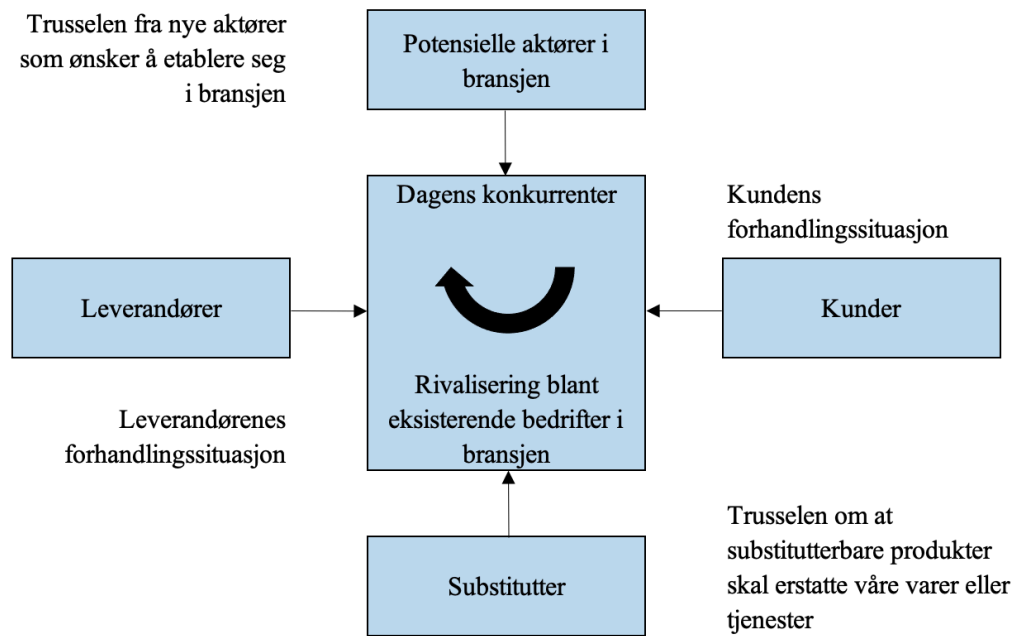 Trusselen fra nye aktører
som ønsker å etablere seg
i bransjen
Potensielle aktører i
bransjen
Dagens konkurrenter
Kundens
forhandlingssituasjon
Leverandører
Kunder
Rivalisering blant
eksisterende bedrifter i
bransjen
Leverandørenes
forhandlingssituasjon
Substitutter
Trusselen om at
substitutterbare produkter
skal erstatte våre varer eller
tjenester